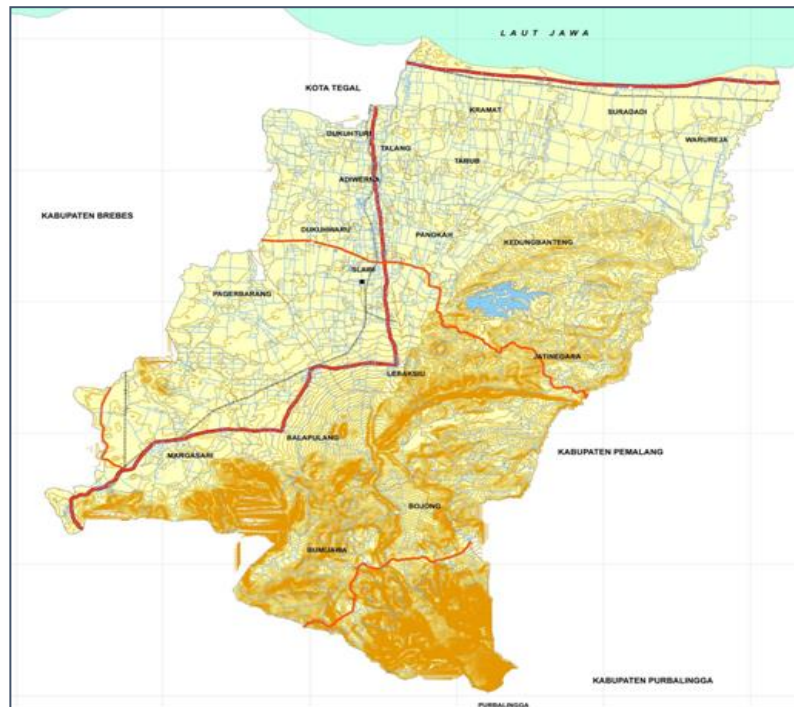 LAUT JAWA
KOTA TEGAL
KRAMAT
SURADADI
DUKUHTURI
WARUREJA
TALANG
TARUB
ADIWERNA
KABUPATEN BREBES
DUKUHWARU
PANGKAH
KEDUNGBANTENG
SLAWI
PAGERBARANG
JATINEGARA
LEBAKSIU
BALAPULANG
MARGASARI
KABUPATEN PEMALANG
BOJONG
BUMIJAWA
KABUPATEN PURBALINGGA
PURBALINGGA